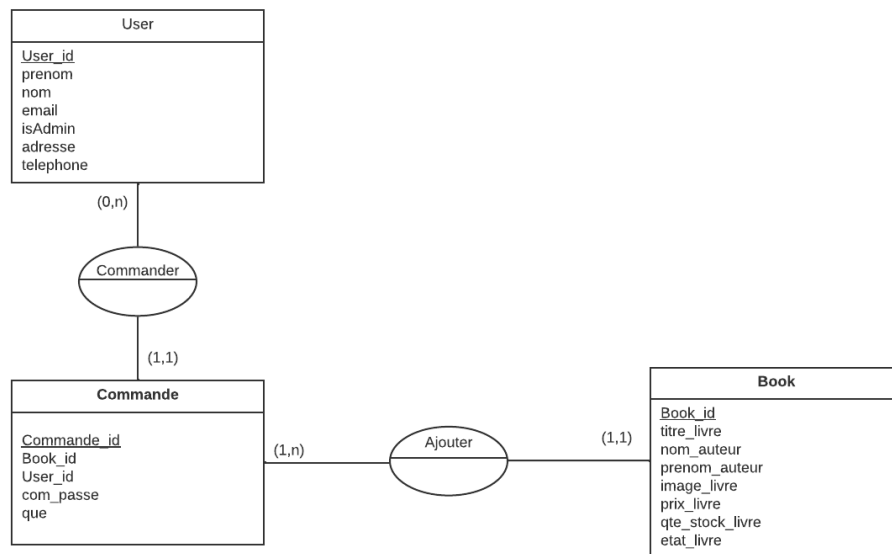 User
User_id
prenom
nom
email
isAdmin
adresse
telephone
(0,n)
Commander
(1,1)
Commande
Commande_id
Book_id
User_id
com_passe
que
(1,n)
Ajouter
(1,1)
Book
Book_id
titre_livre
nom_auteur
prenom_auteur
image_livre
prix_livre
qte_stock_livre
etat_livre